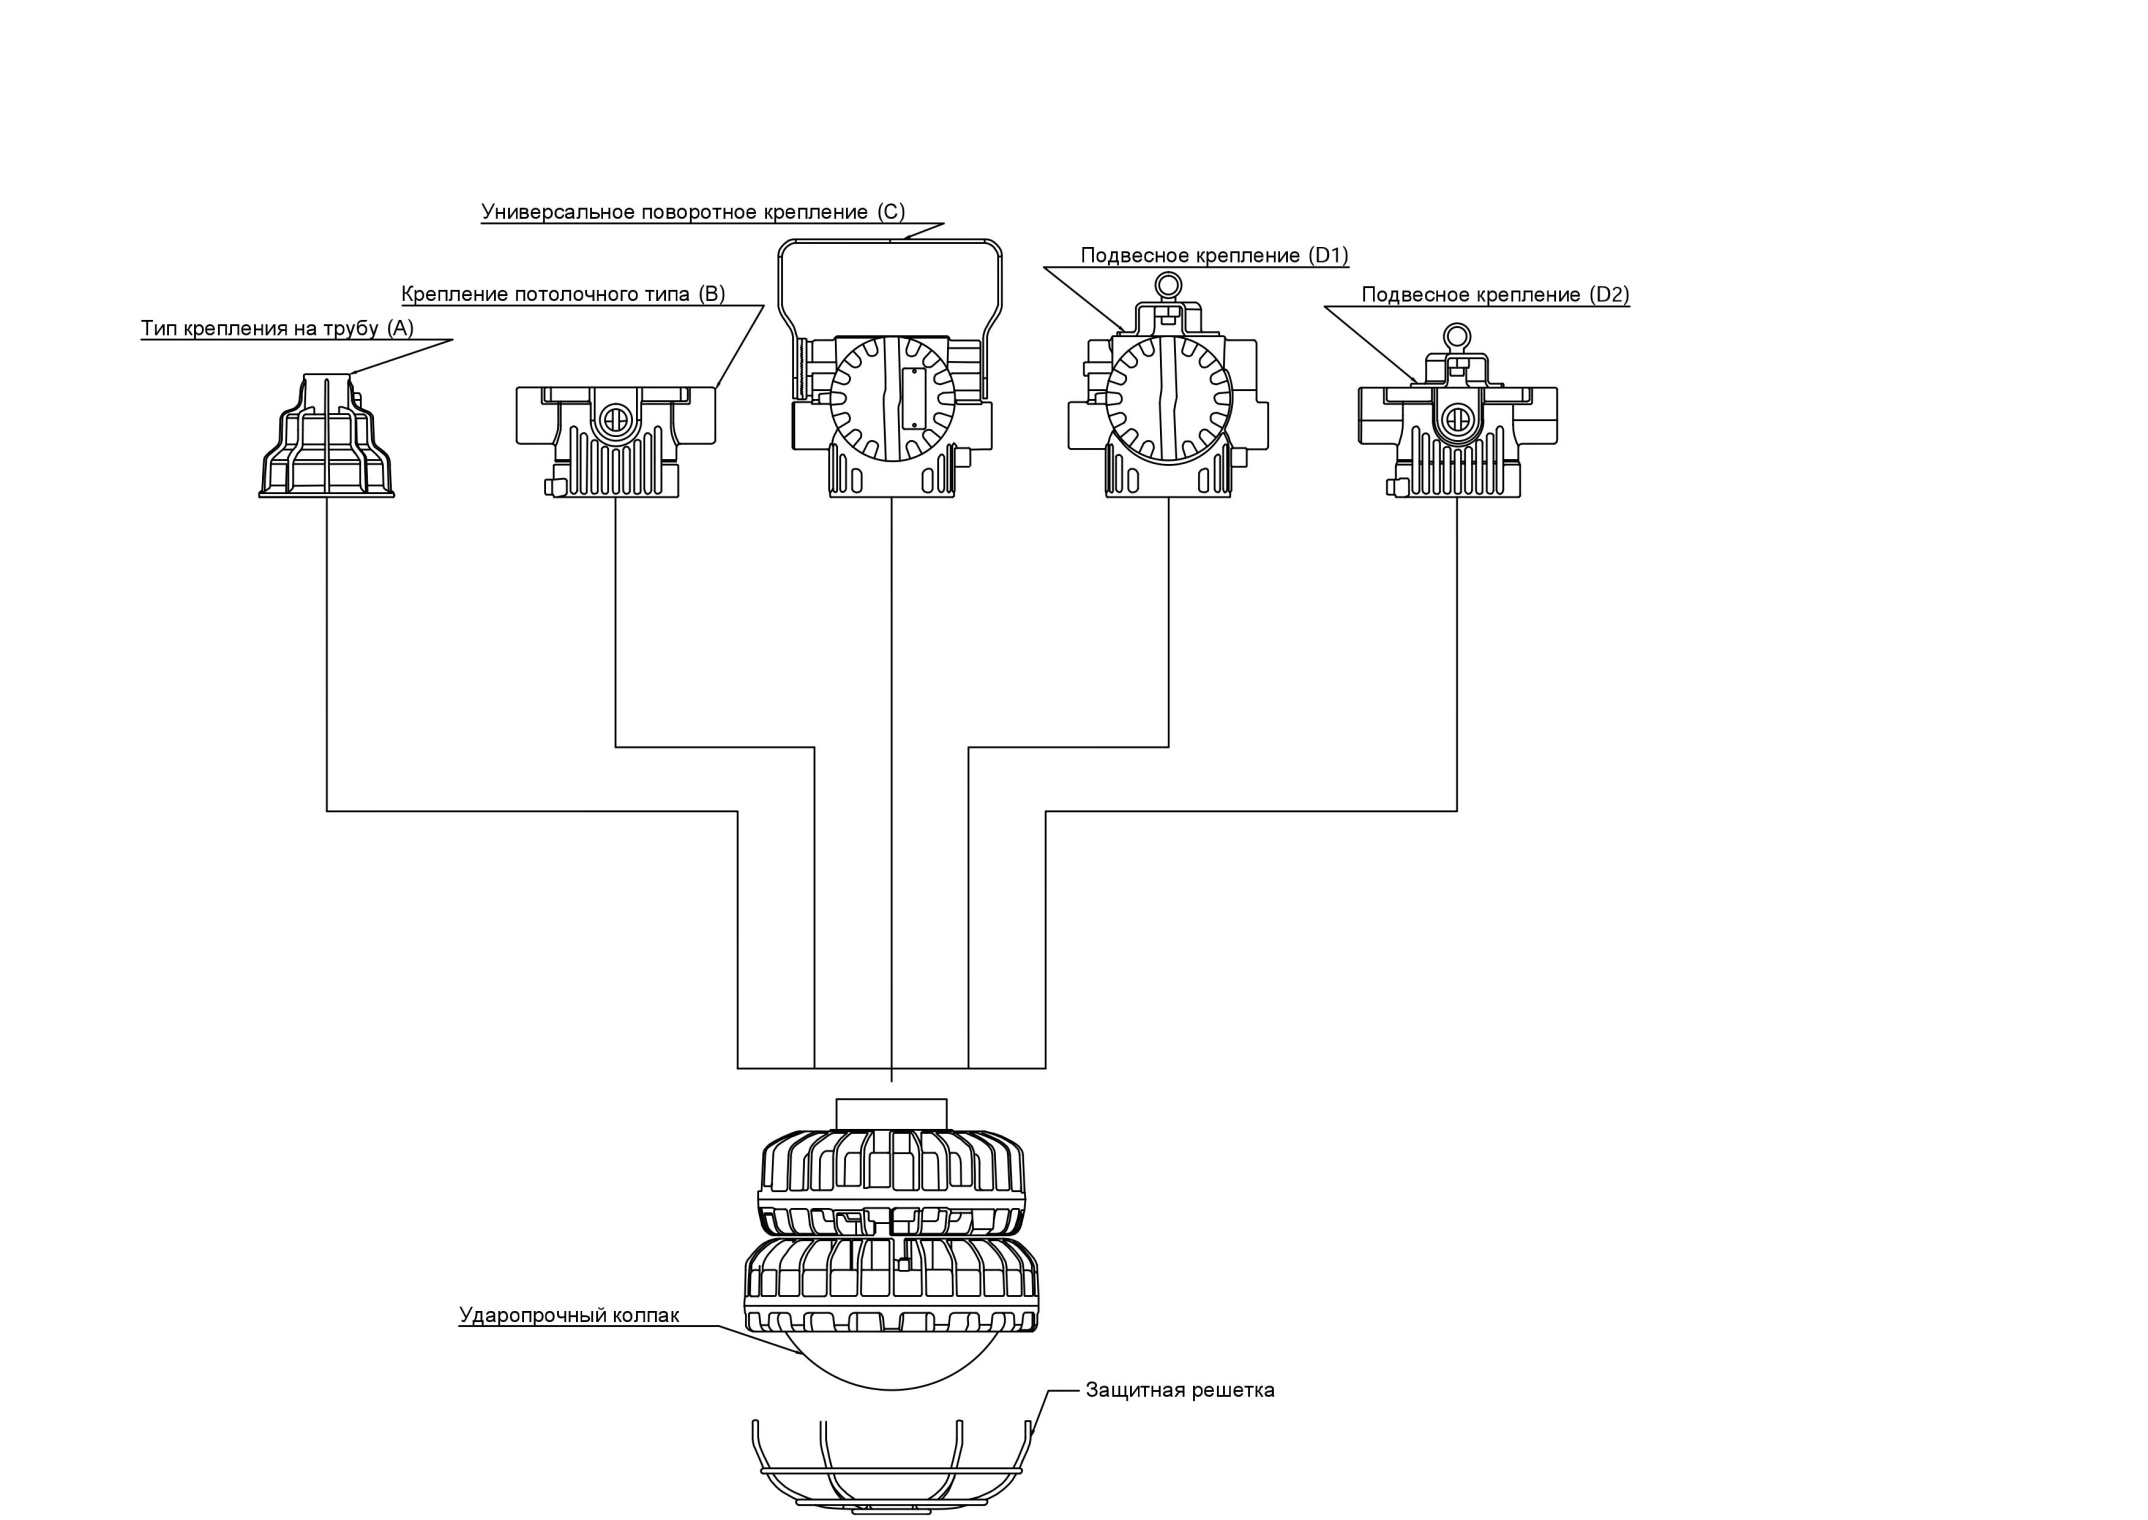 Универсальное поворотное крепление (C)
Подвесное крепление (D1)
Крепление потолочного типа (B)
Подвесное крепление (D2)
Тип крепления на трубу (A)
Ударопрочный колпак
Защитная решетка